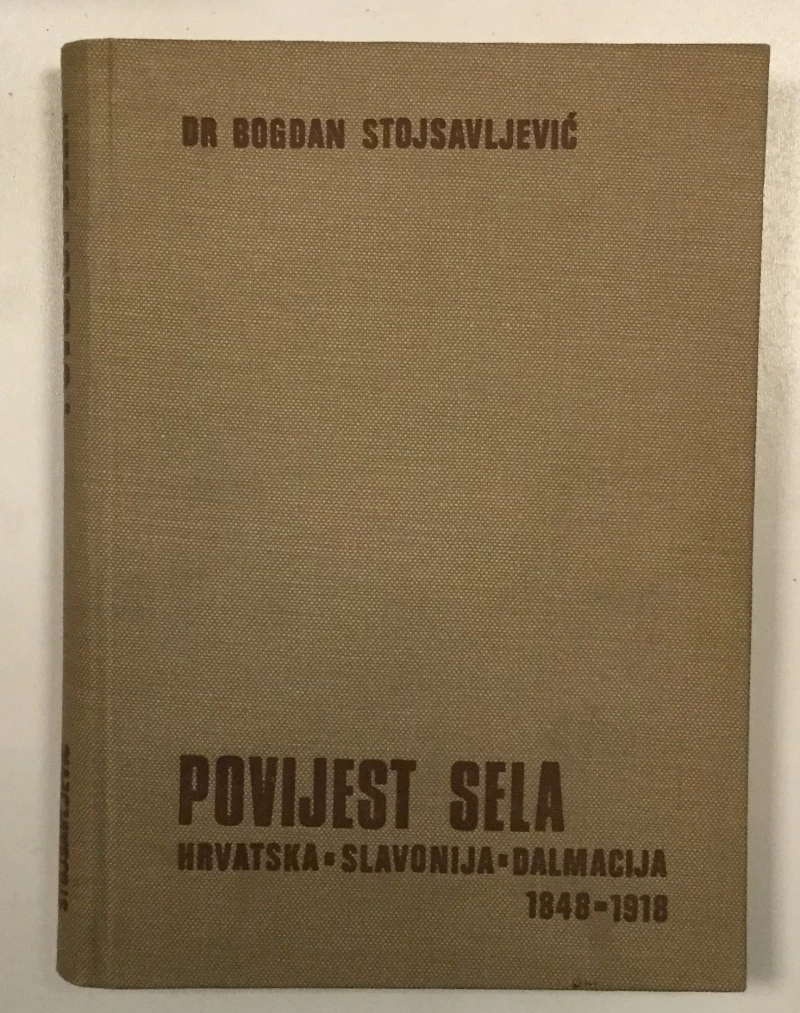 DR BOGDAN STOJSAVLJEVIĆ
POVIJEST SELA
HRVATSKA▪SLAVONIJA▪DALMACIJA
1848-1918